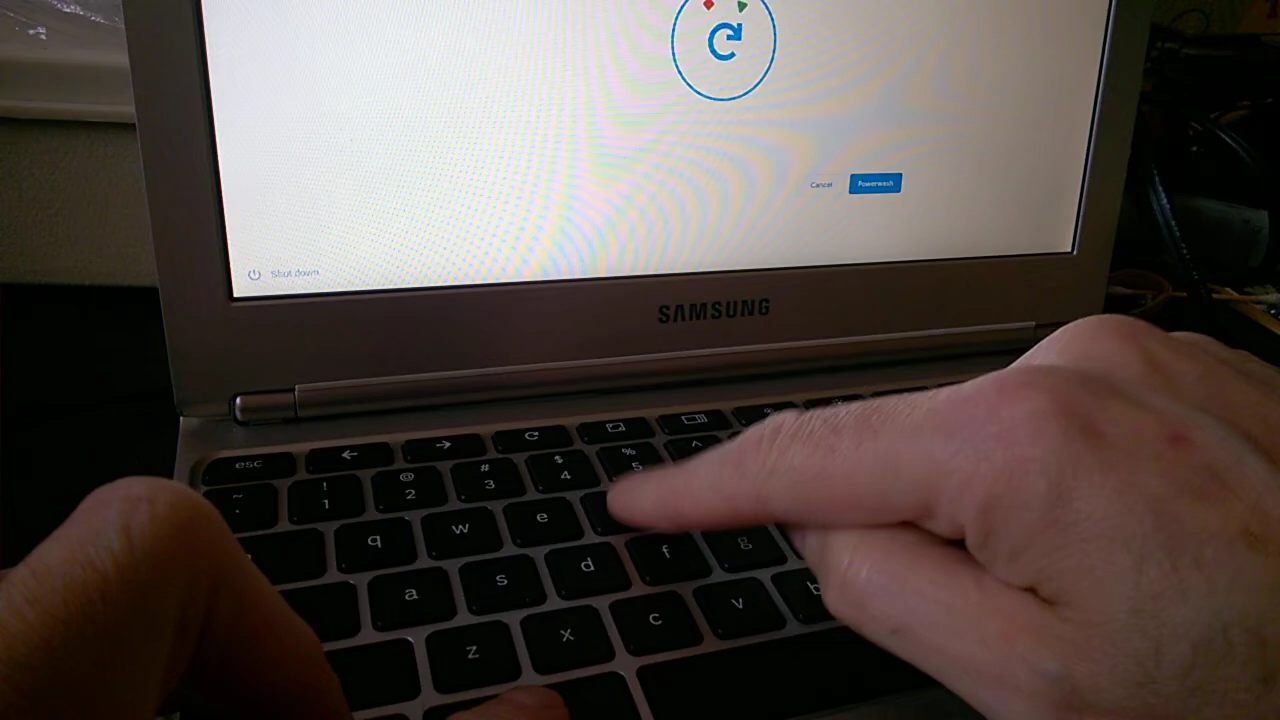 Cancel Powerwash
Shut down
SAMSUNG
esc
~ ! @ # $ % ^
` 1 2 3 4 5
q w e
a s d f g
z x c v b